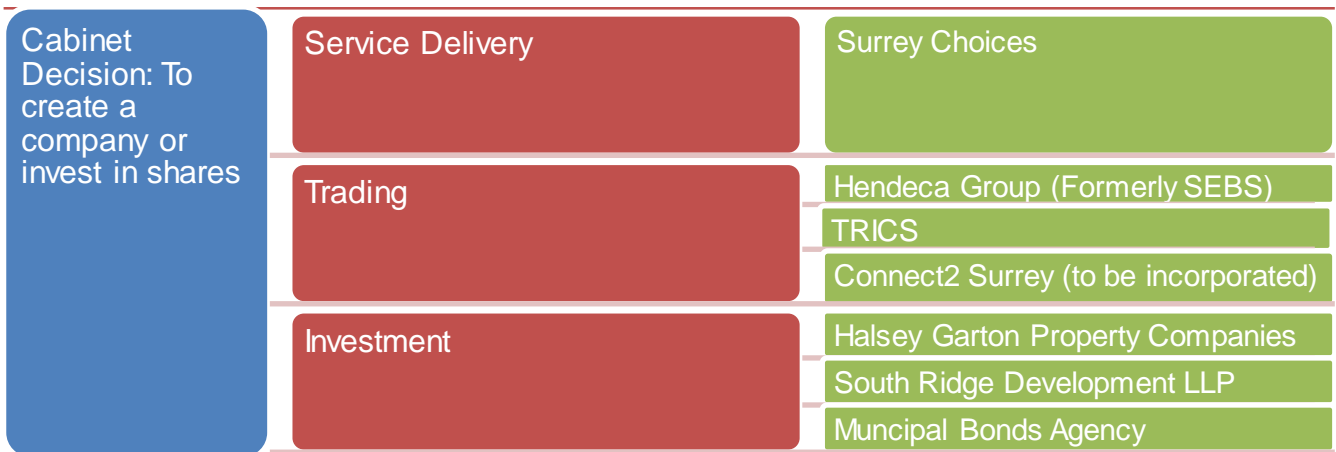 Cabinet
Decision: To
create a
company or
invest in shares
Service Delivery
Surrey Choices
Trading
Hendeca Group (Formerly SEBS)
TRICS
Connect2 Surrey (to be incorporated)
Investment
Halsey Garton Property Companies
South Ridge Development LLP
Muncipal Bonds Agency